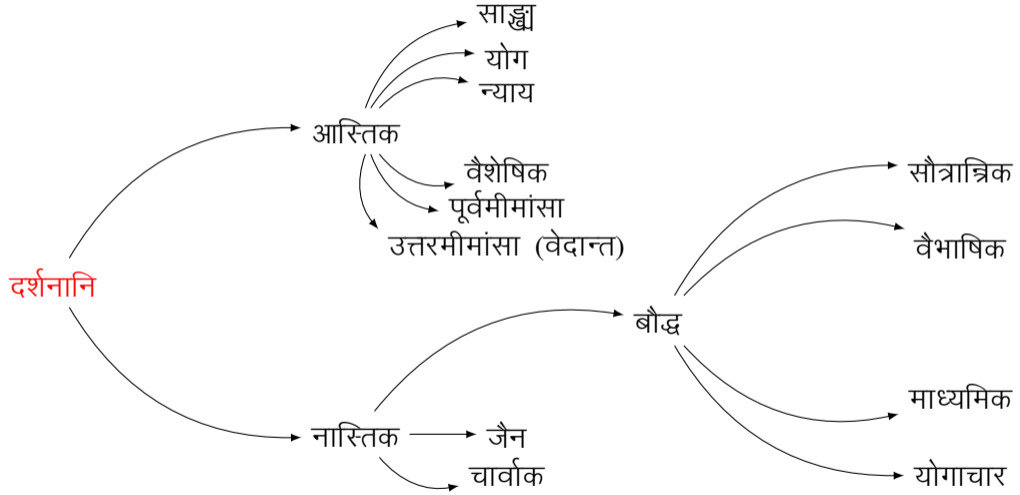 साङ्ख्य
योग
न्याय
आस्तिक
वैशेषिक
पूर्वमीमांसा
उत्तरमीमांसा (वेदान्त)
दर्शनानि
नास्तिक
जैन
चार्वाक
बौद्ध
सौत्रान्त्रिक
वैभाषिक
माध्यमिक
योगाचार